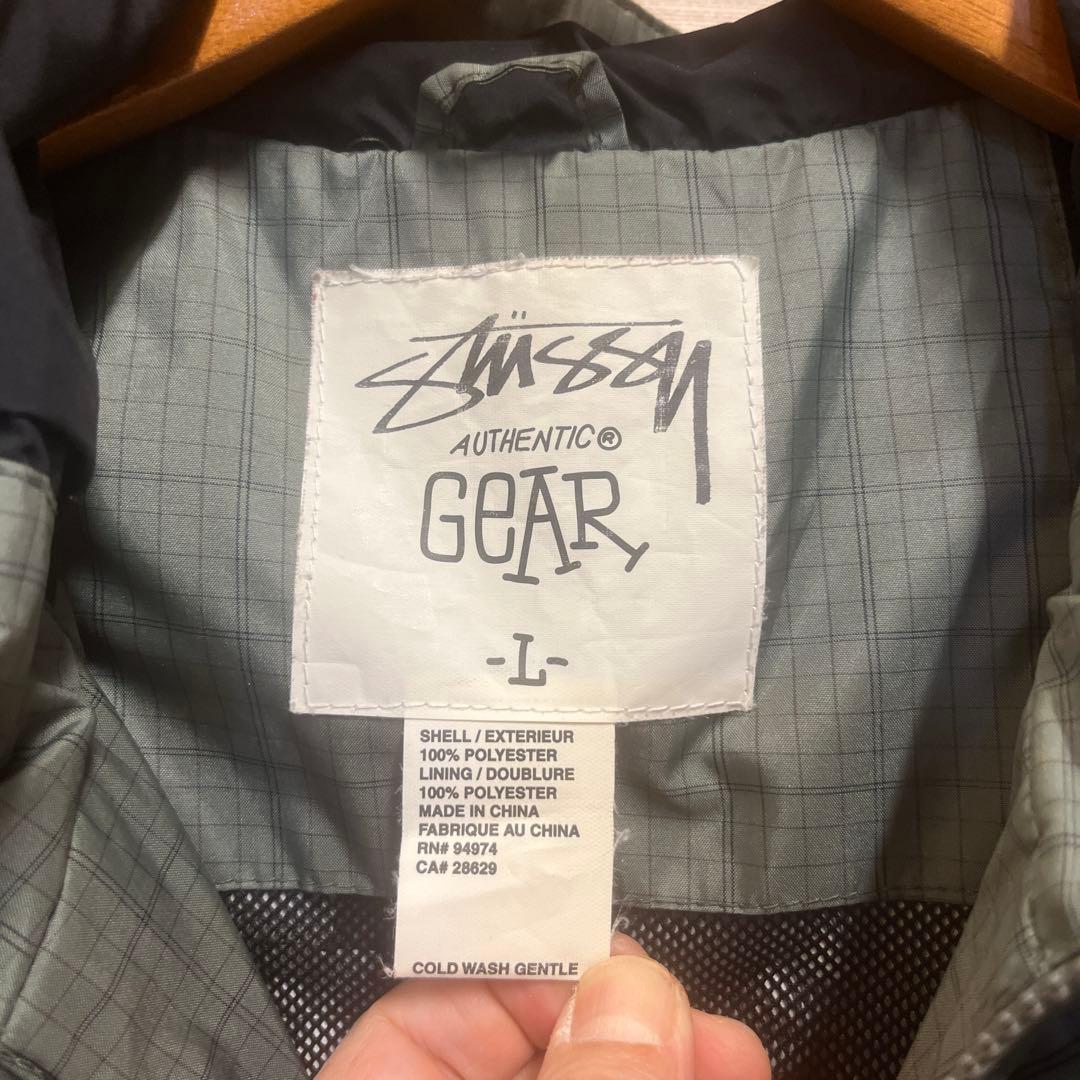 Stüssy
AUTHENTIC®
GEAR
-L-
SHELL / EXTERIEUR
100% POLYESTER
LINING / DOUBLURE
100% POLYESTER
MADE IN CHINA
FABRIQUE AU CHINA
RN# 94974
CA# 28629
COLD WASH GENTLE